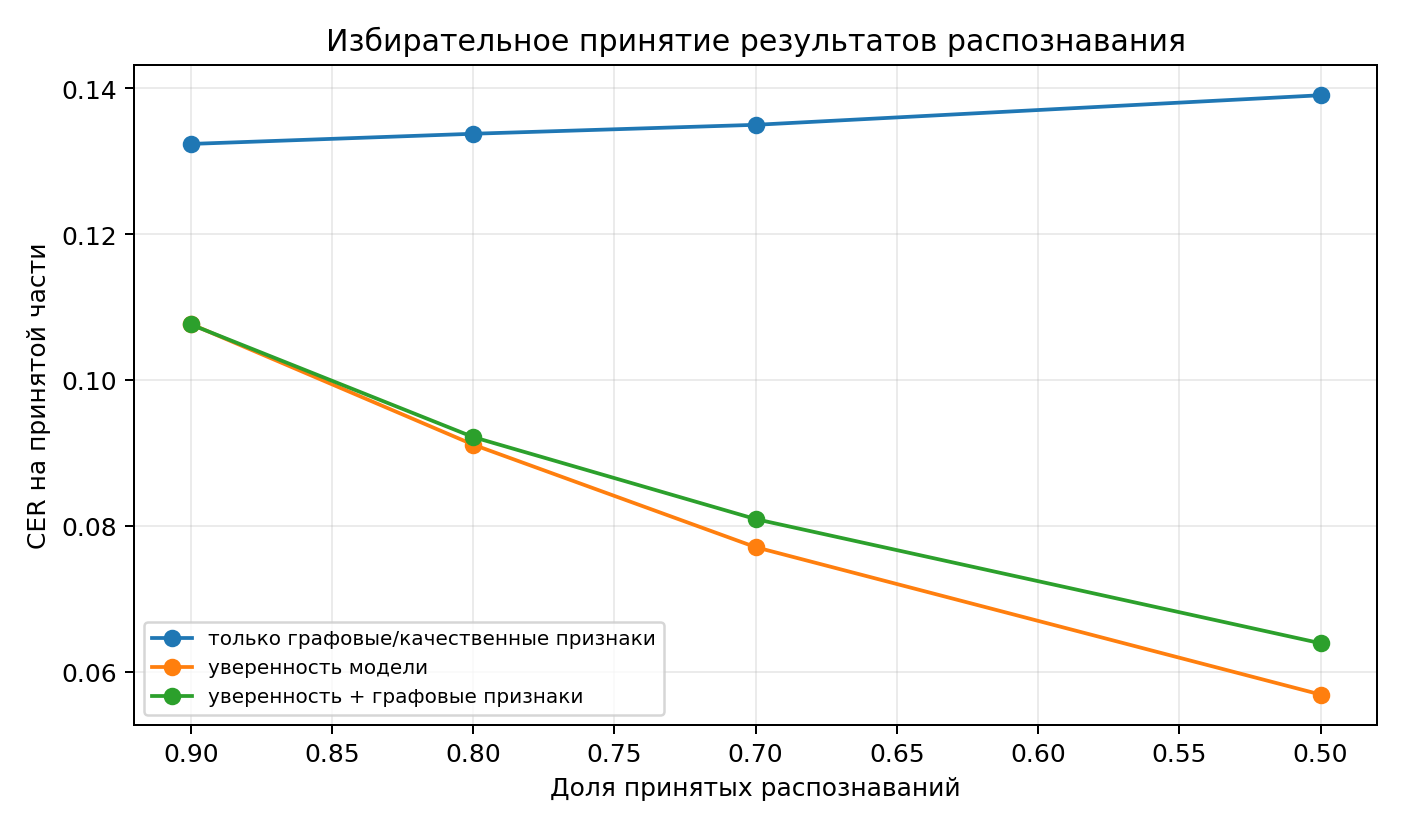 Избирательное принятие результатов распознавания
CER на принятой части
0.14
0.12
0.10
0.08
0.06
только графовые/качественные признаки
уверенность модели
уверенность + графовые признаки
0.90 0.85 0.80 0.75 0.70 0.65 0.60 0.55 0.50
Доля принятых распознаваний